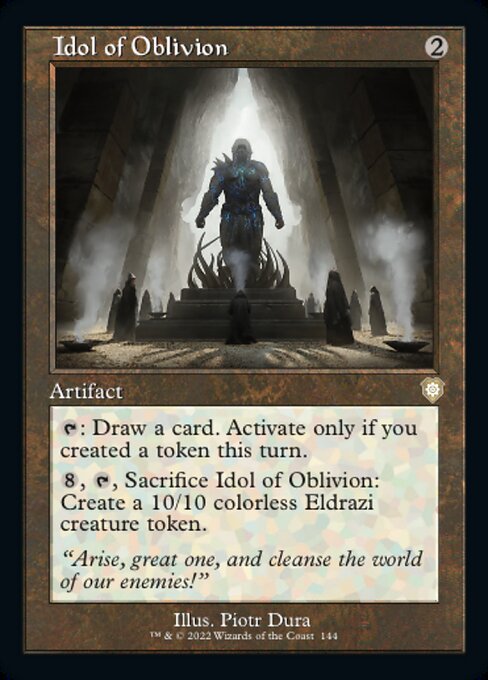 Idol of Oblivion 2
Artifact
T: Draw a card. Activate only if you
created a token this turn.
8, T, Sacrifice Idol of Oblivion:
Create a 10/10 colorless Eldrazi
creature token.
“Arise, great one, and cleanse the world
of our enemies!”
Illus. Piotr Dura
™ & © 2022 Wizards of the Coast 144